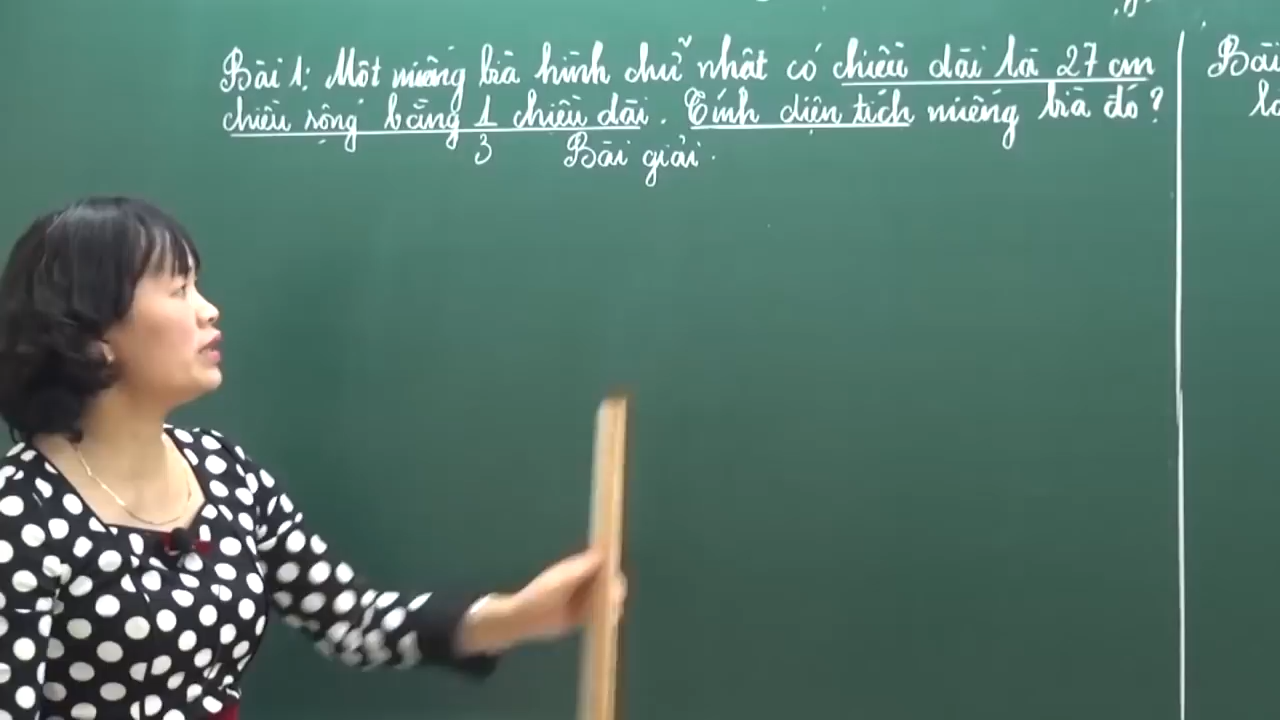 Bài 1: Một miếng bìa hình chữ nhật có chiều dài là 27 cm
chiều rộng bằng 1/3 chiều dài. Tính diện tích miếng bìa đó?
Bài giải.
Bài